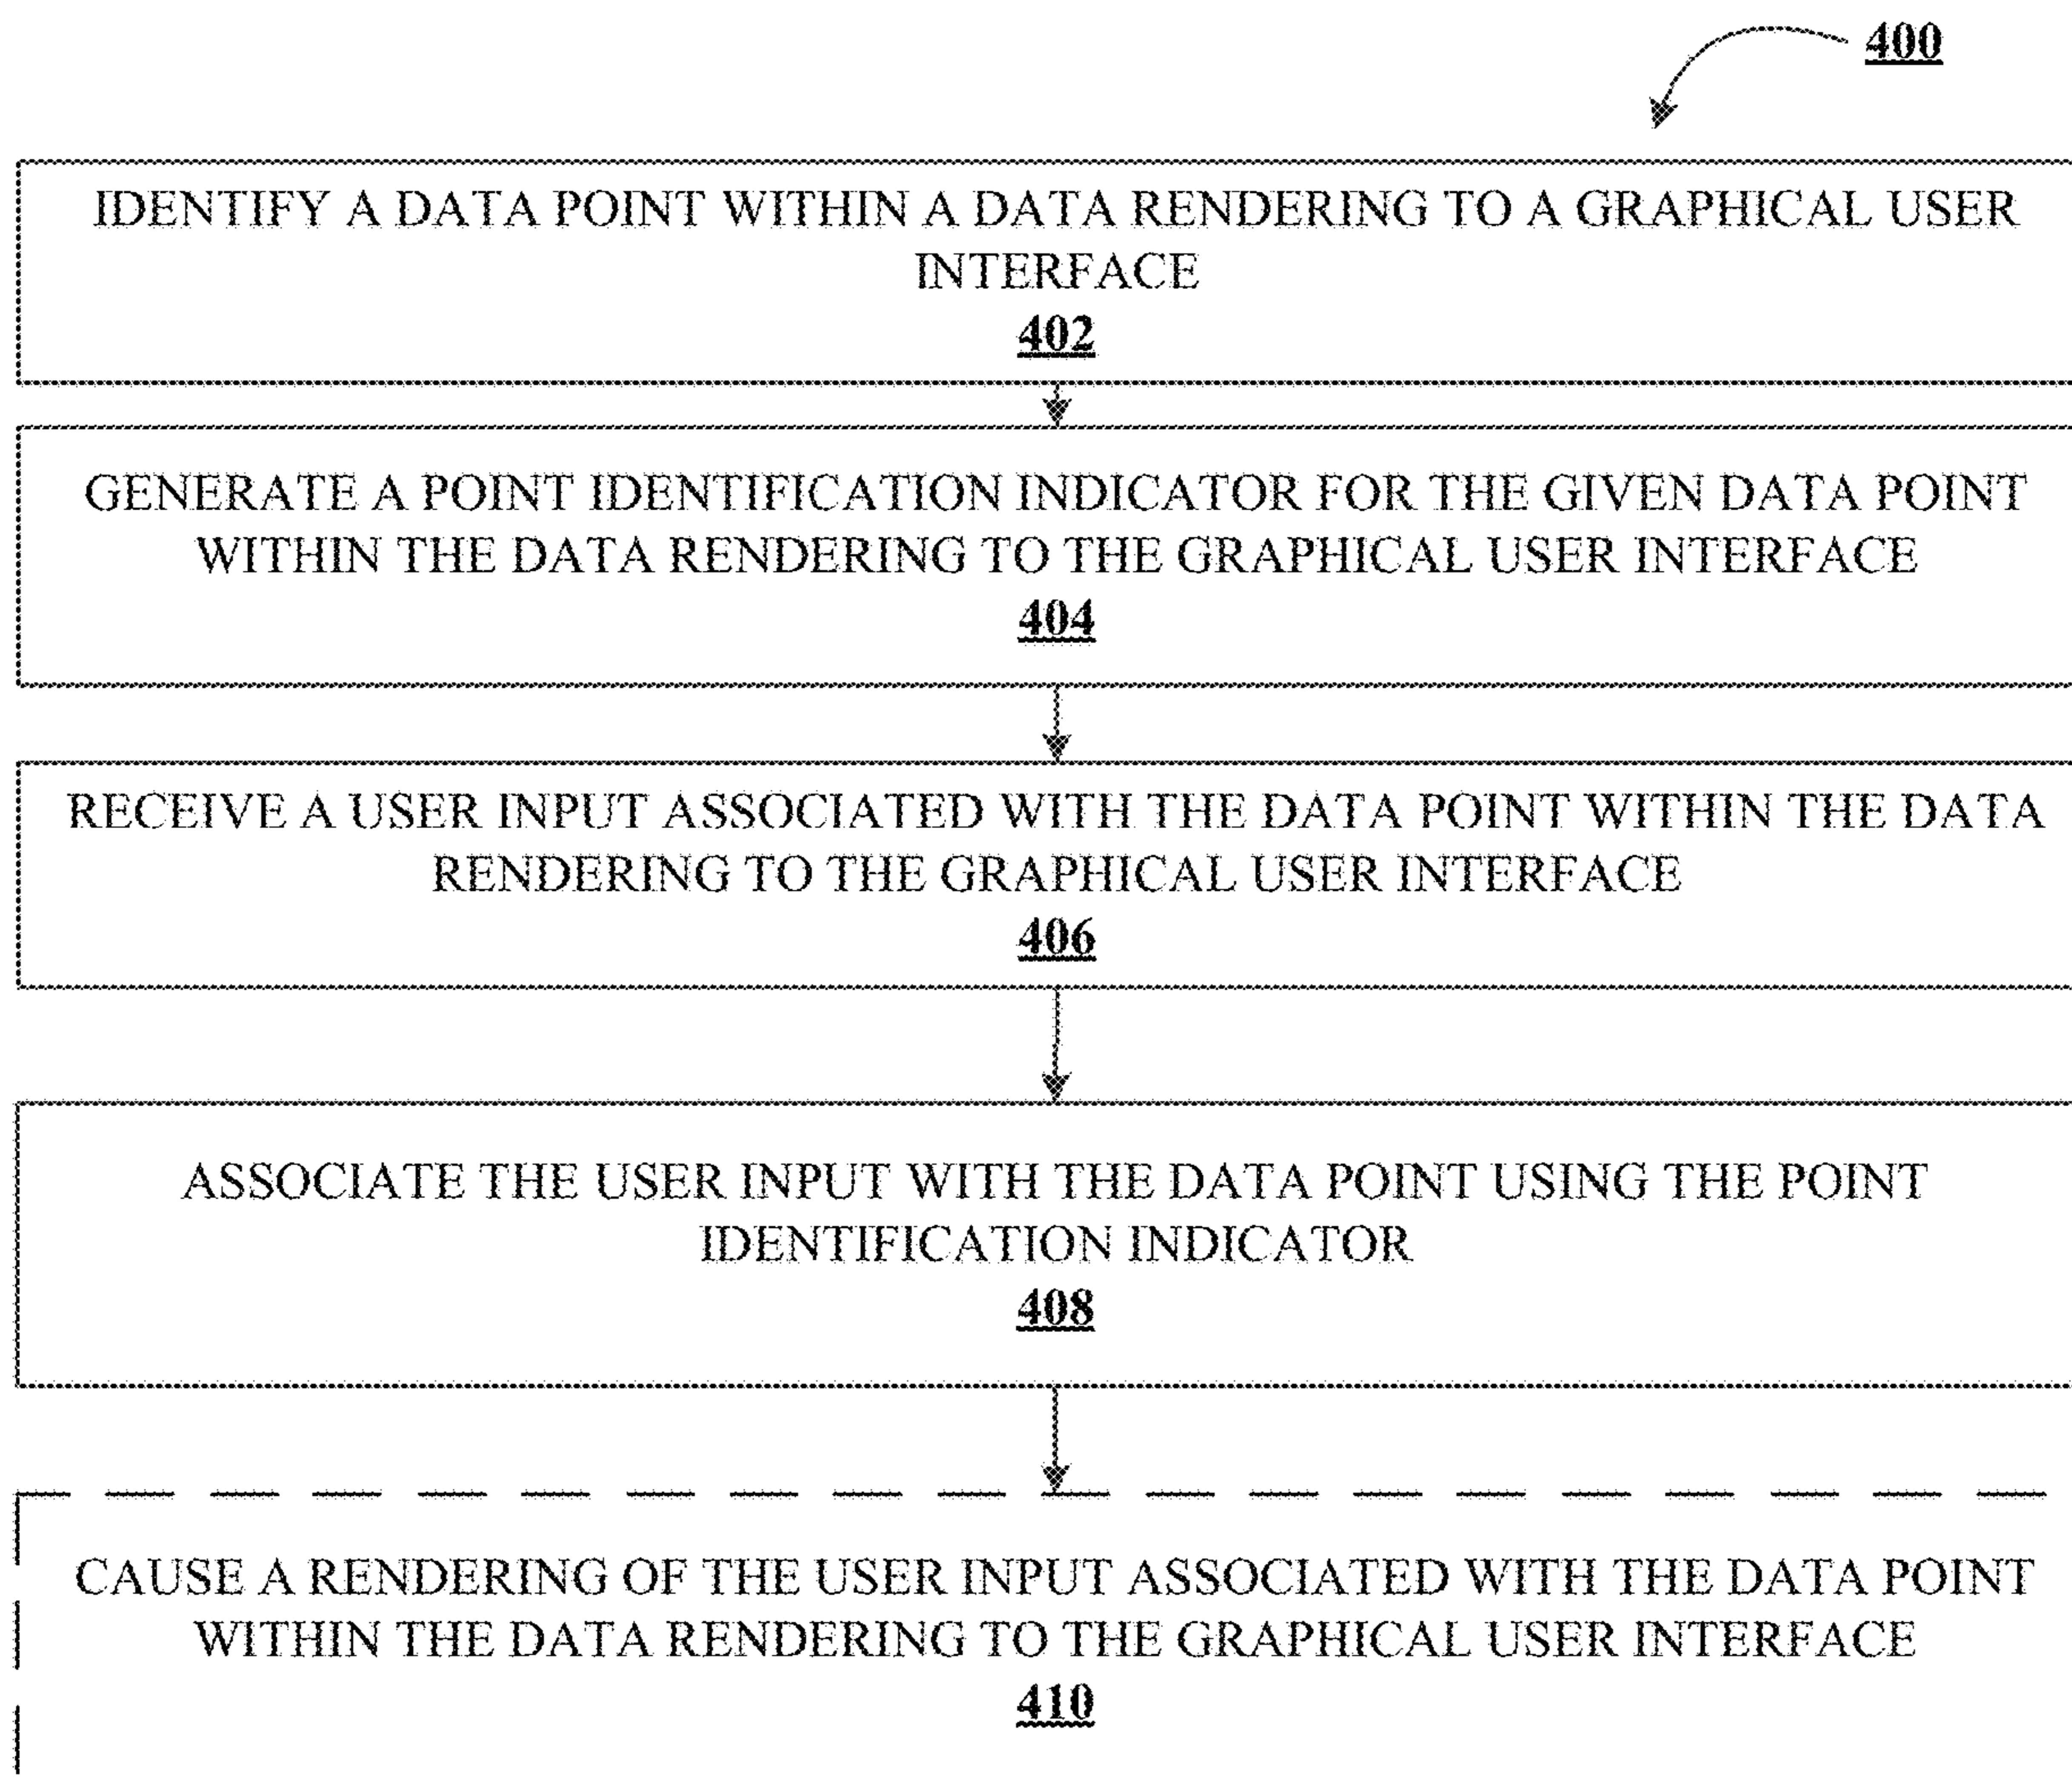 400
IDENTIFY A DATA POINT WITHIN A DATA RENDERING TO A GRAPHICAL USER
INTERFACE
402
GENERATE A POINT IDENTIFICATION INDICATOR FOR THE GIVEN DATA POINT
WITHIN THE DATA RENDERING TO THE GRAPHICAL USER INTERFACE
404
RECEIVE A USER INPUT ASSOCIATED WITH THE DATA POINT WITHIN THE DATA
RENDERING TO THE GRAPHICAL USER INTERFACE
406
ASSOCIATE THE USER INPUT WITH THE DATA POINT USING THE POINT
IDENTIFICATION INDICATOR
408
CAUSE A RENDERING OF THE USER INPUT ASSOCIATED WITH THE DATA POINT
WITHIN THE DATA RENDERING TO THE GRAPHICAL USER INTERFACE
410